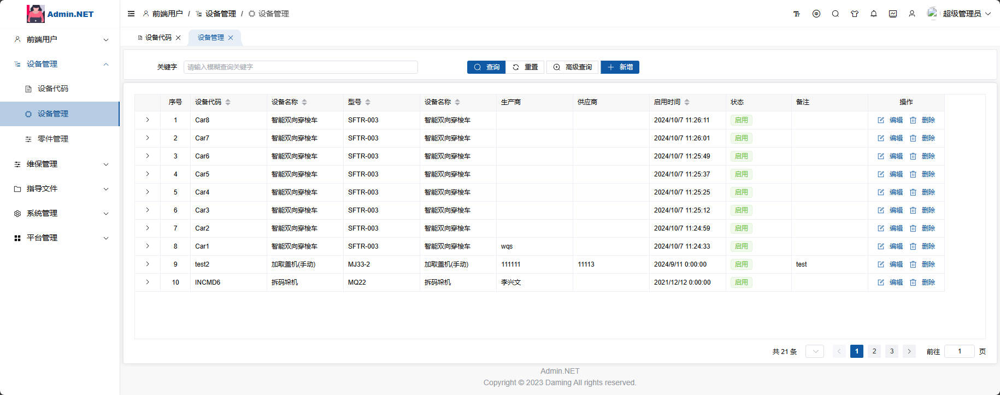 Admin.NET
前端用户 / 设备管理 / 设备管理
超级管理员
设备代码
设备管理
前端用户
设备管理
设备代码
设备管理
零件管理
维保管理
指导文件
系统管理
平台管理
关键字 请输入模糊查询关键字 查询 重置 高级查询 新增
序号 设备代码 设备名称 型号 设备名称 生产商 供应商 启用时间 状态 备注 操作
1 Car8 智能双向穿梭车 SFTR-003 智能双向穿梭车 2024/10/7 11:26:11 启用 编辑 删除
2 Car7 智能双向穿梭车 SFTR-003 智能双向穿梭车 2024/10/7 11:26:01 启用 编辑 删除
3 Car6 智能双向穿梭车 SFTR-003 智能双向穿梭车 2024/10/7 11:25:49 启用 编辑 删除
4 Car5 智能双向穿梭车 SFTR-003 智能双向穿梭车 2024/10/7 11:25:37 启用 编辑 删除
5 Car4 智能双向穿梭车 SFTR-003 智能双向穿梭车 2024/10/7 11:25:25 启用 编辑 删除
6 Car3 智能双向穿梭车 SFTR-003 智能双向穿梭车 2024/10/7 11:25:12 启用 编辑 删除
7 Car2 智能双向穿梭车 SFTR-003 智能双向穿梭车 2024/10/7 11:24:59 启用 编辑 删除
8 Car1 智能双向穿梭车 SFTR-003 智能双向穿梭车 wqs 2024/10/7 11:24:33 启用 编辑 删除
9 test2 加取盖机(手动) MJ33-2 加取盖机(手动) 111111 11113 2024/9/11 0:00:00 启用 test 编辑 删除
10 INCMD6 拆码垛机 MQ22 拆码垛机 李兴文 2021/12/12 0:00:00 启用 编辑 删除
共 21 条 1 2 3 前往 1 页
Admin.NET
Copyright © 2023 Daming All rights reserved.